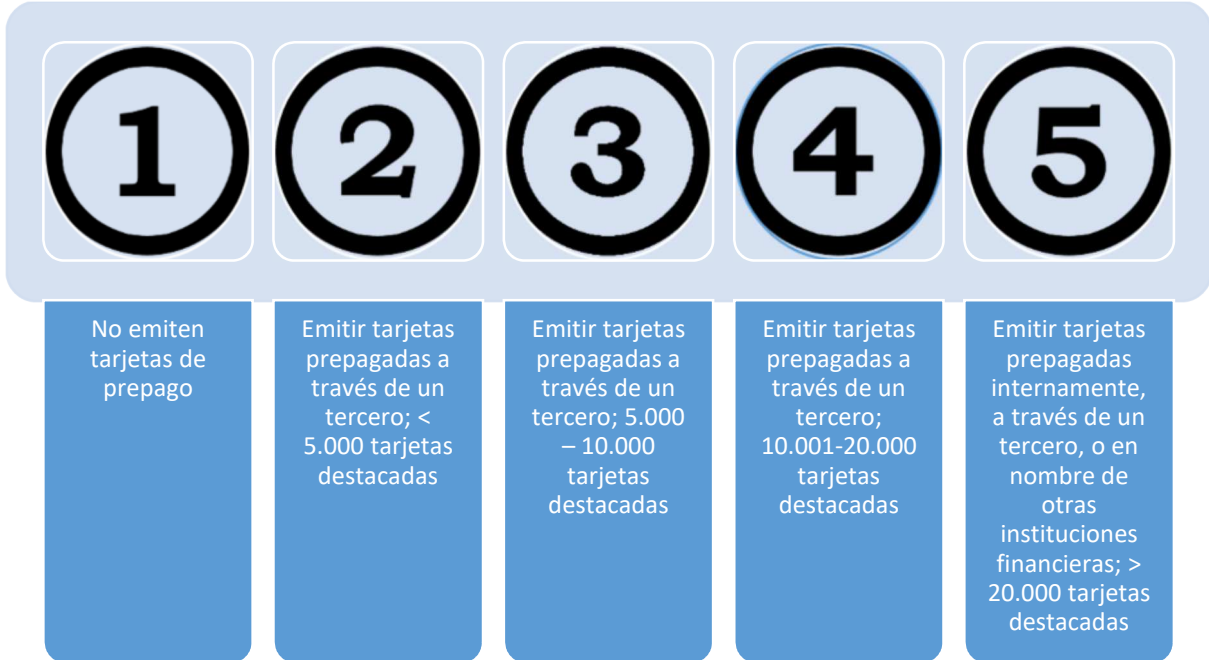 1
2
3
4
5
No emiten
tarjetas de
prepago
Emitir tarjetas
prepagadas a
través de un
tercero; <
5.000 tarjetas
destacadas
Emitir tarjetas
prepagadas a
través de un
tercero; 5.000
– 10.000
tarjetas
destacadas
Emitir tarjetas
prepagadas a
través de un
tercero;
10.001-20.000
tarjetas
destacadas
Emitir tarjetas
prepagadas
internamente,
a través de un
tercero, o en
nombre de
otras
instituciones
financieras; >
20.000 tarjetas
destacadas